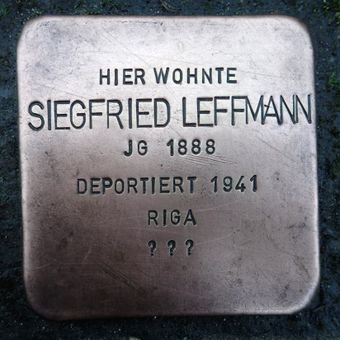 HIER WOHNTE
SIEGFRIED LEFFMANN
JG 1888
DEPORTIERT 1941
RIGA
???